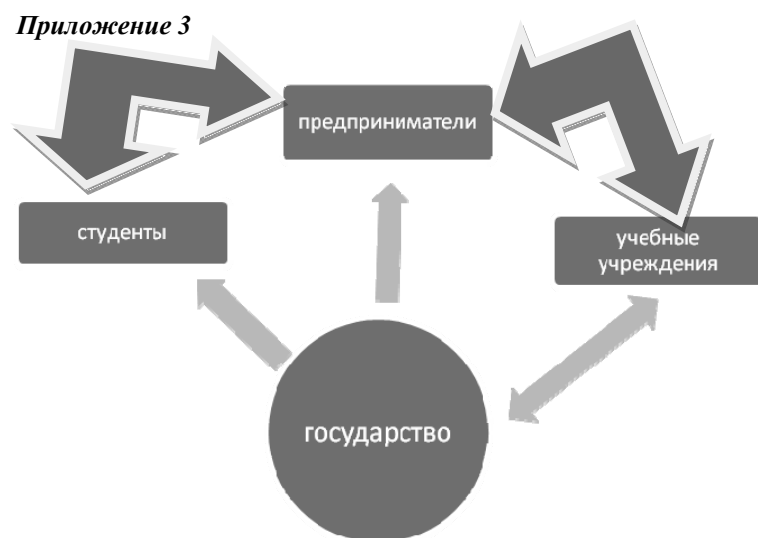 Приложение 3
предприниматели
студенты
учебные
учреждения
государство